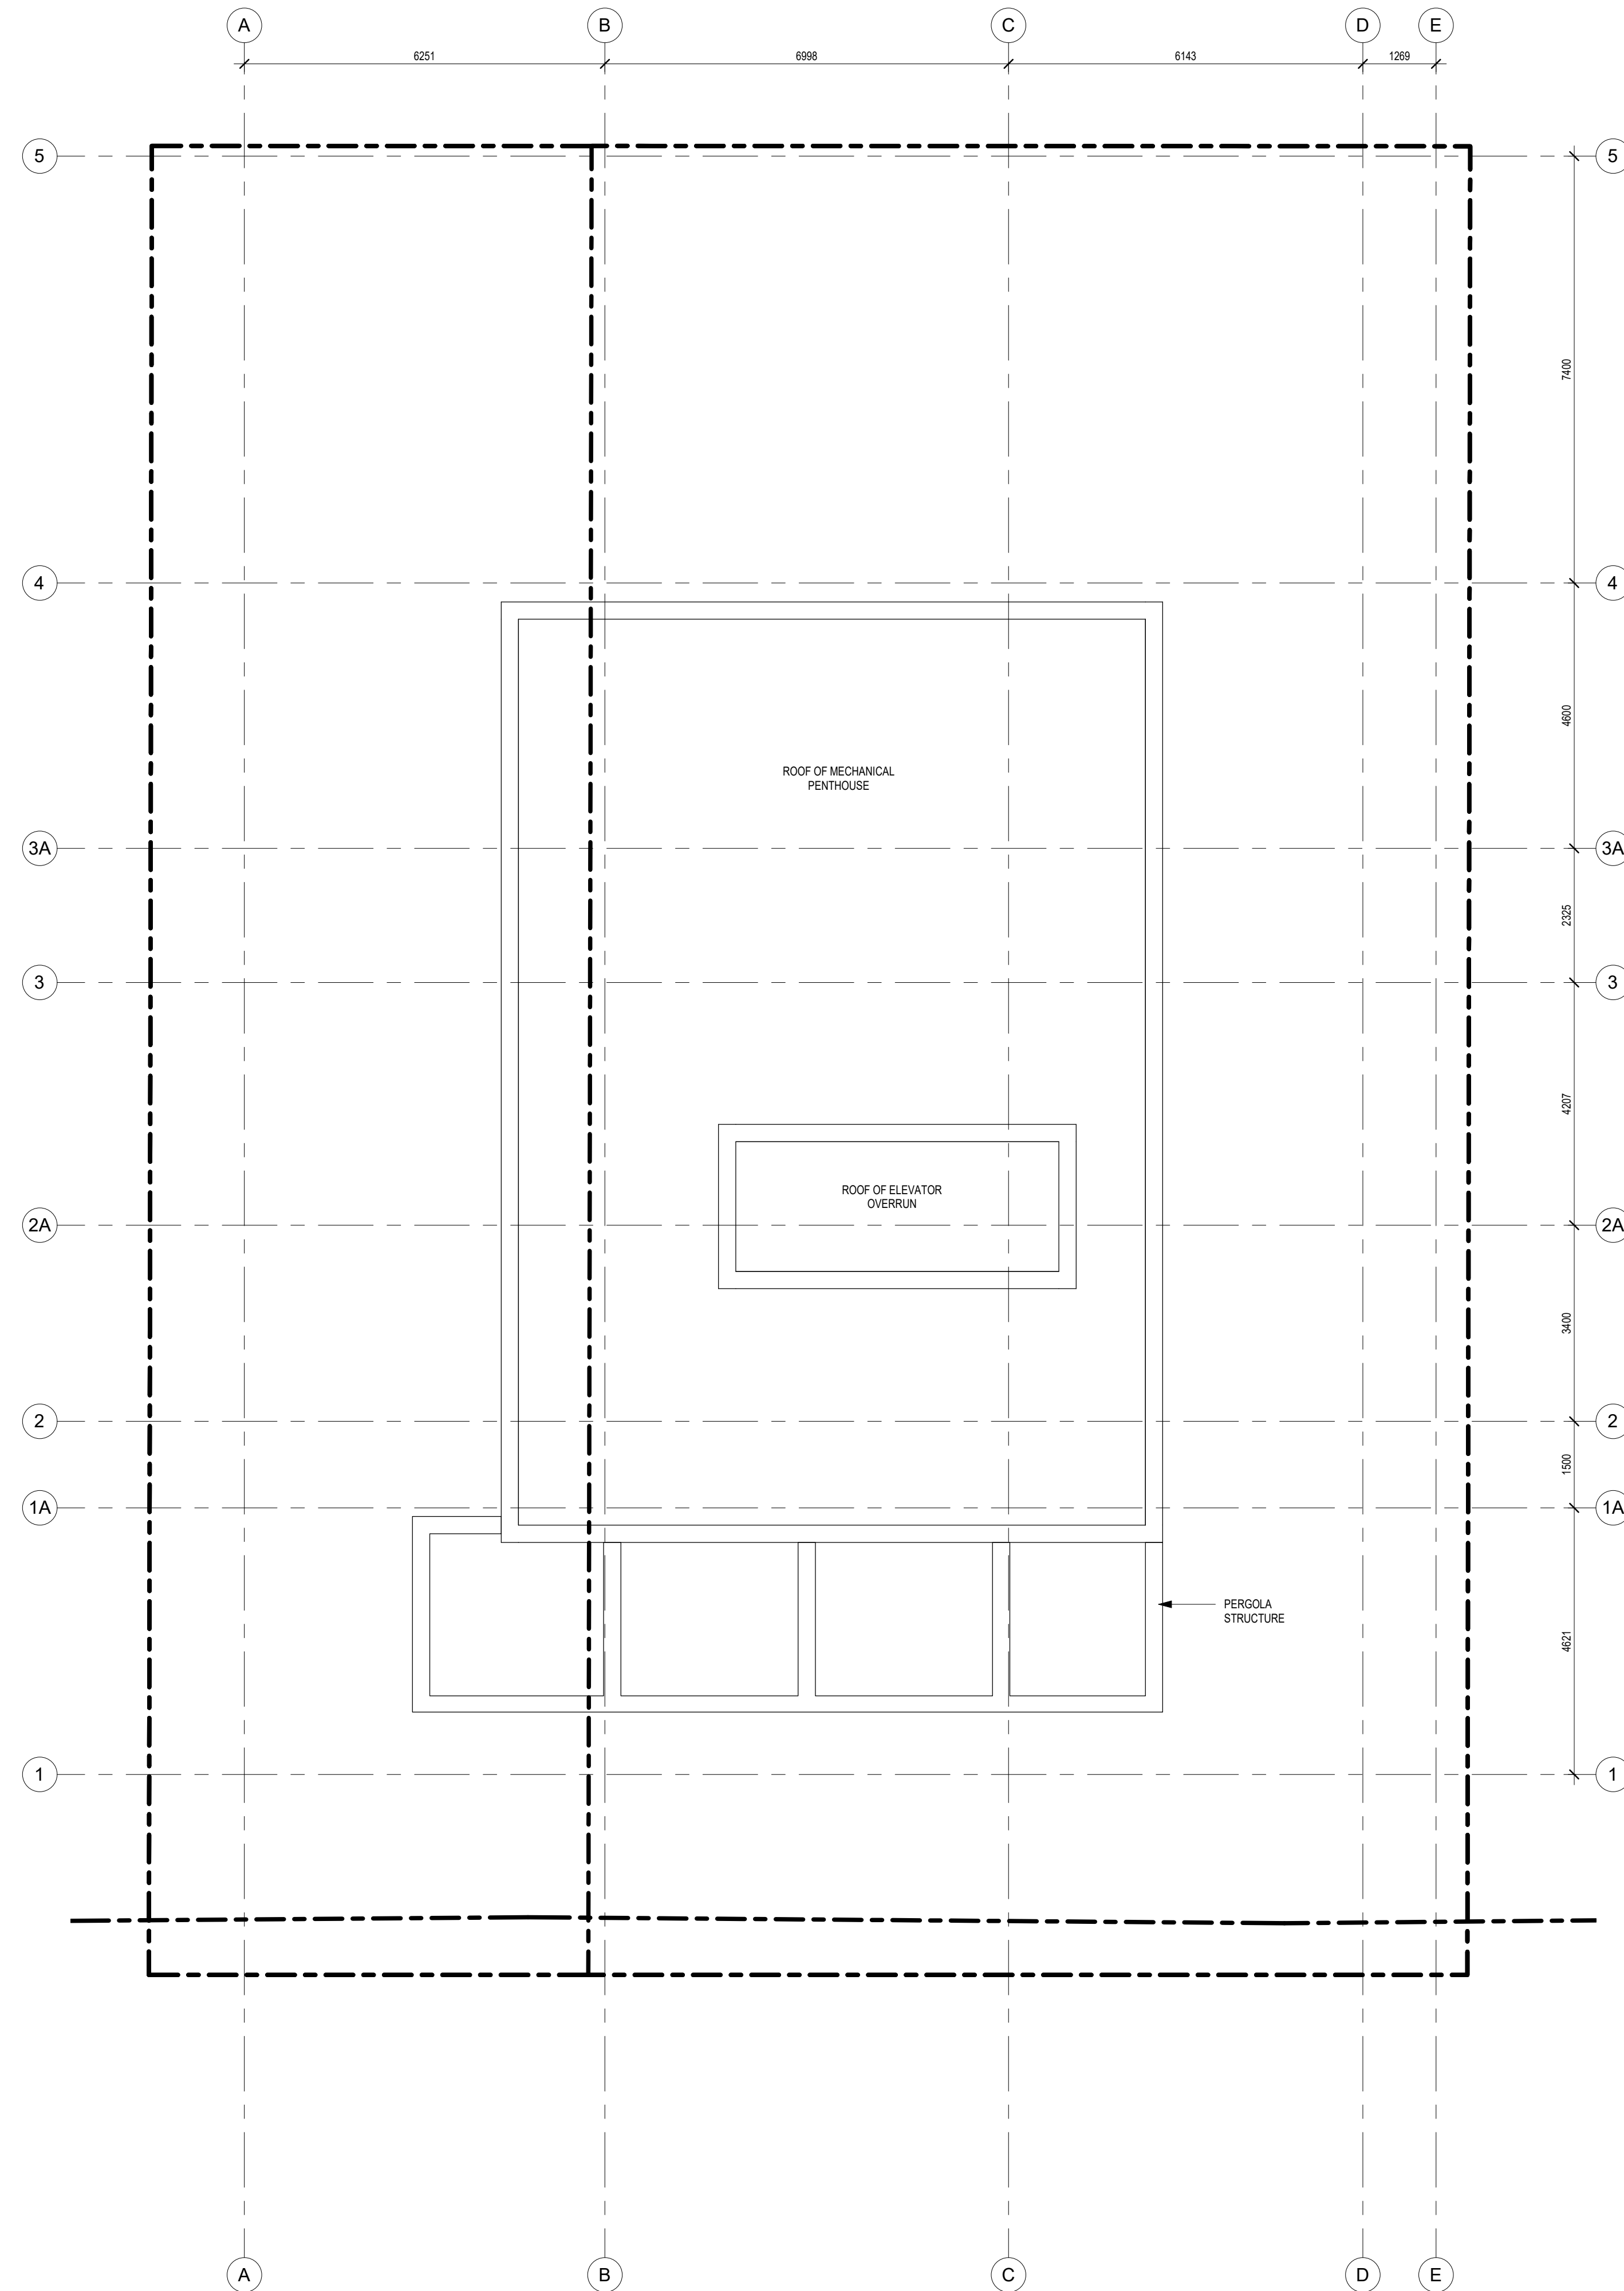 A B C D E
6251 6998 6143 1269
5 5
7400
4 4
4600
ROOF OF MECHANICAL
PENTHOUSE
3A 3A
2325
3 3
4207
ROOF OF ELEVATOR
OVERRUN
2A 2A
3400
2 2
1500
1A 1A
PERGOLA
STRUCTURE
4621
1 1
A B C D E